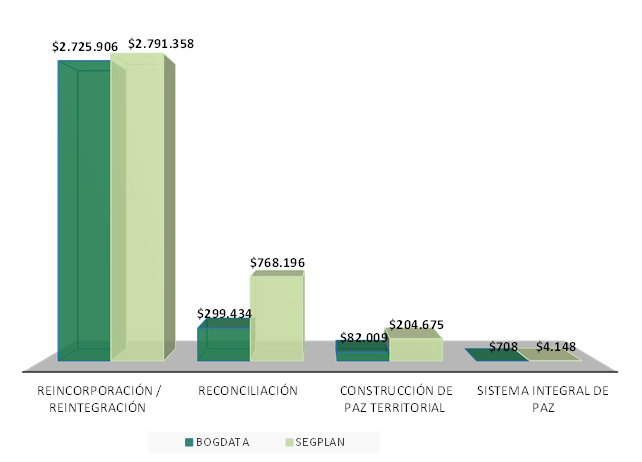 $2.725.906
$2.791.358
$299.434
$768.196
$82.009
$204.675
$708
$4.148
REINCORPORACIÓN /
REINTEGRACIÓN
RECONCILIACIÓN
CONSTRUCCIÓN DE
PAZ TERRITORIAL
SISTEMA INTEGRAL DE
PAZ
BOGDATA
SEGPLAN